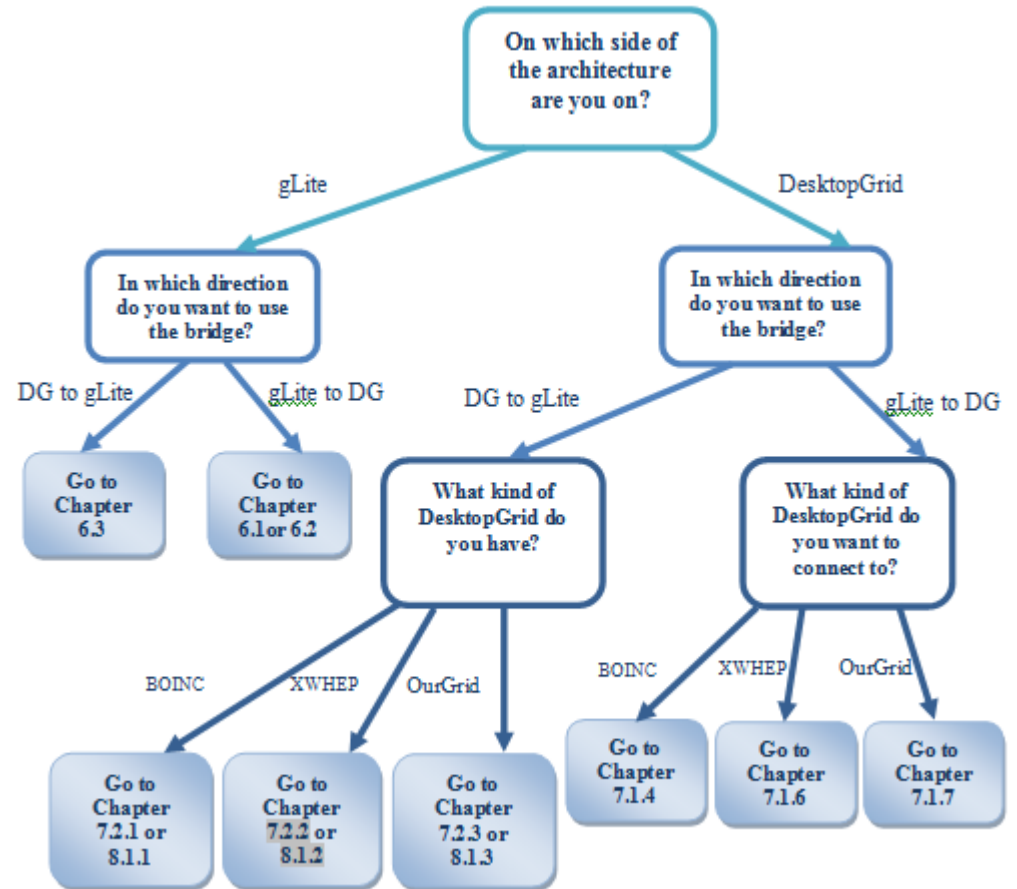 On which side of
the architecture
are you on?
gLite
DesktopGrid
In which direction
do you want to use
the bridge?
In which direction
do you want to use
the bridge?
DG to gLite
gLite to DG
DG to gLite
gLite to DG
Go to
Chapter
6.3
Go to
Chapter
6.1or 6.2
What kind of
DesktopGrid do
you have?
What kind of
DesktopGrid do
you want to
connect to?
BOINC
XWHEP
OurGrid
BOINC
XWHEP
OurGrid
Go to
Chapter
7.2.1 or
8.1.1
Go to
Chapter
7.2.2 or
8.1.2
Go to
Chapter
7.2.3 or
8.1.3
Go to
Chapter
7.1.4
Go to
Chapter
7.1.6
Go to
Chapter
7.1.7